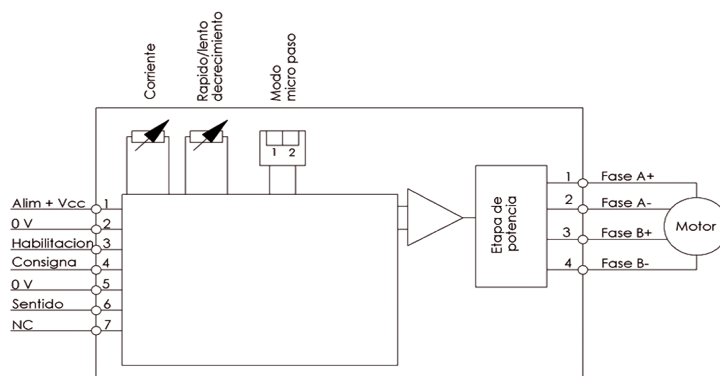 Corriente
Rapido/lento
decrecimiento
Modo
micro paso
1 2
Alim + Vcc 1
0 V 2
Habilitacion 3
Consigna 4
0 V 5
Sentido 6
NC 7
Etapa de
potencia
1 Fase A+
2 Fase A-
3 Fase B+
4 Fase B-
Motor